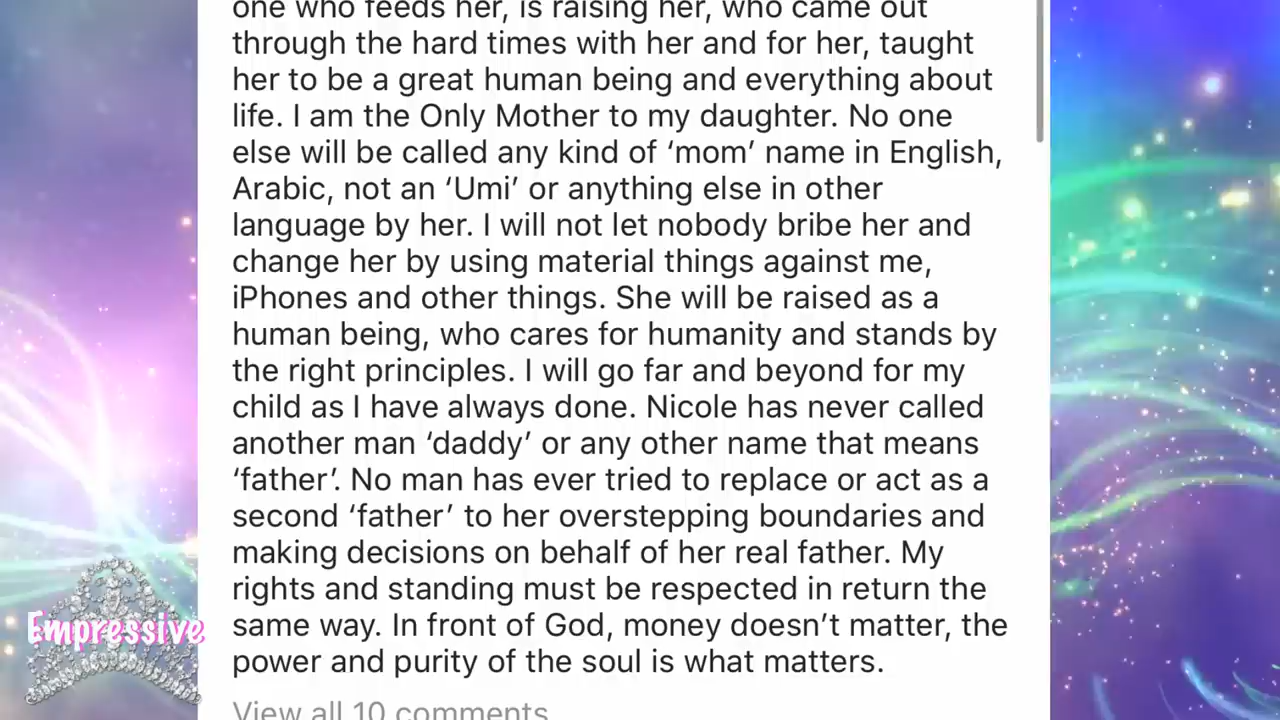 one who feeds her, is raising her, who came out
through the hard times with her and for her, taught
her to be a great human being and everything about
life. I am the Only Mother to my daughter. No one
else will be called any kind of ‘mom’ name in English,
Arabic, not an ‘Umi’ or anything else in other
language by her. I will not let nobody bribe her and
change her by using material things against me,
iPhones and other things. She will be raised as a
human being, who cares for humanity and stands by
the right principles. I will go far and beyond for my
child as I have always done. Nicole has never called
another man ‘daddy’ or any other name that means
‘father’. No man has ever tried to replace or act as a
second ‘father’ to her overstepping boundaries and
making decisions on behalf of her real father. My
rights and standing must be respected in return the
same way. In front of God, money doesn’t matter, the
power and purity of the soul is what matters.
View all 10 comments
Empressive